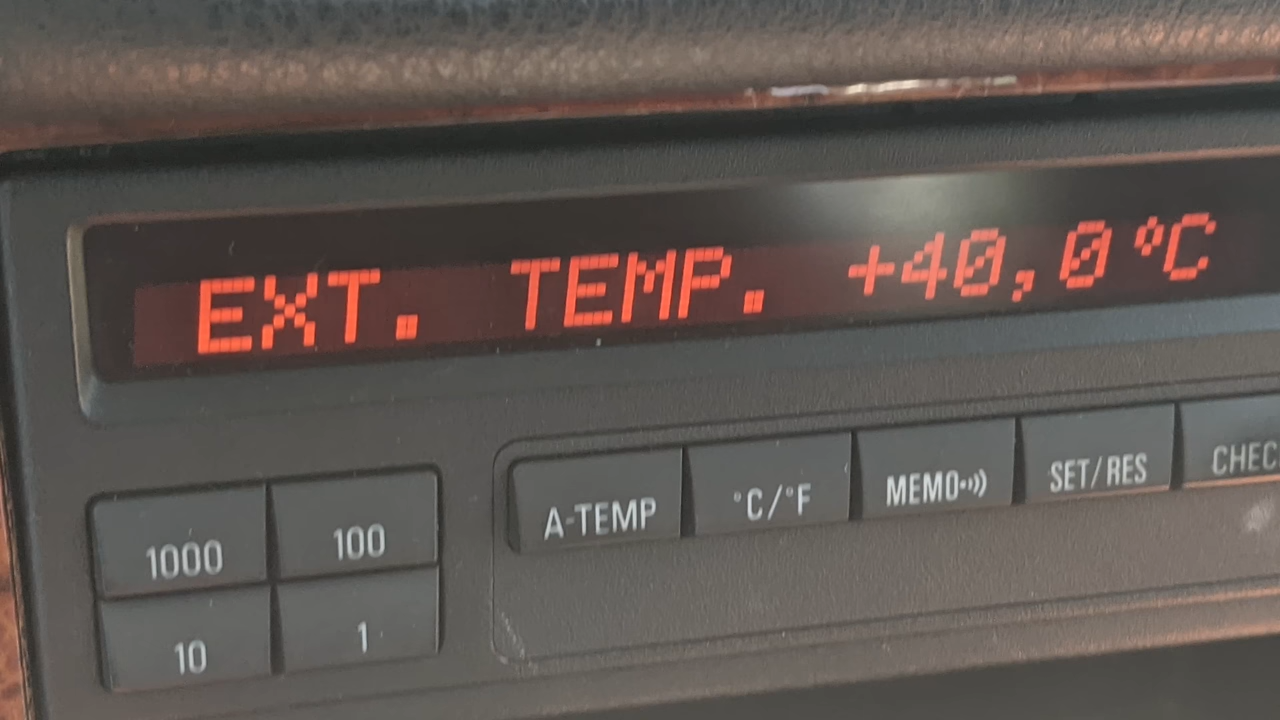 EXT. TEMP. +40,0°C
A-TEMP °C/°F MEMO SET/RES CHEC
1000 100
10 1